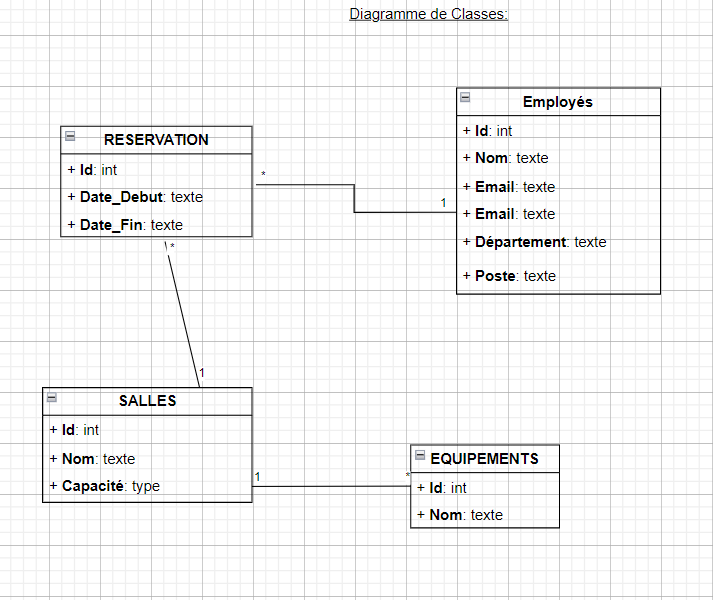 Diagramme de Classes:
Employés
+ Id: int
+ Nom: texte
+ Email: texte
+ Email: texte
+ Département: texte
+ Poste: texte
RESERVATION
+ Id: int
+ Date_Debut: texte
+ Date_Fin: texte
*
1
*
1
SALLES
+ Id: int
+ Nom: texte
+ Capacité: type
1
*
EQUIPEMENTS
+ Id: int
+ Nom: texte